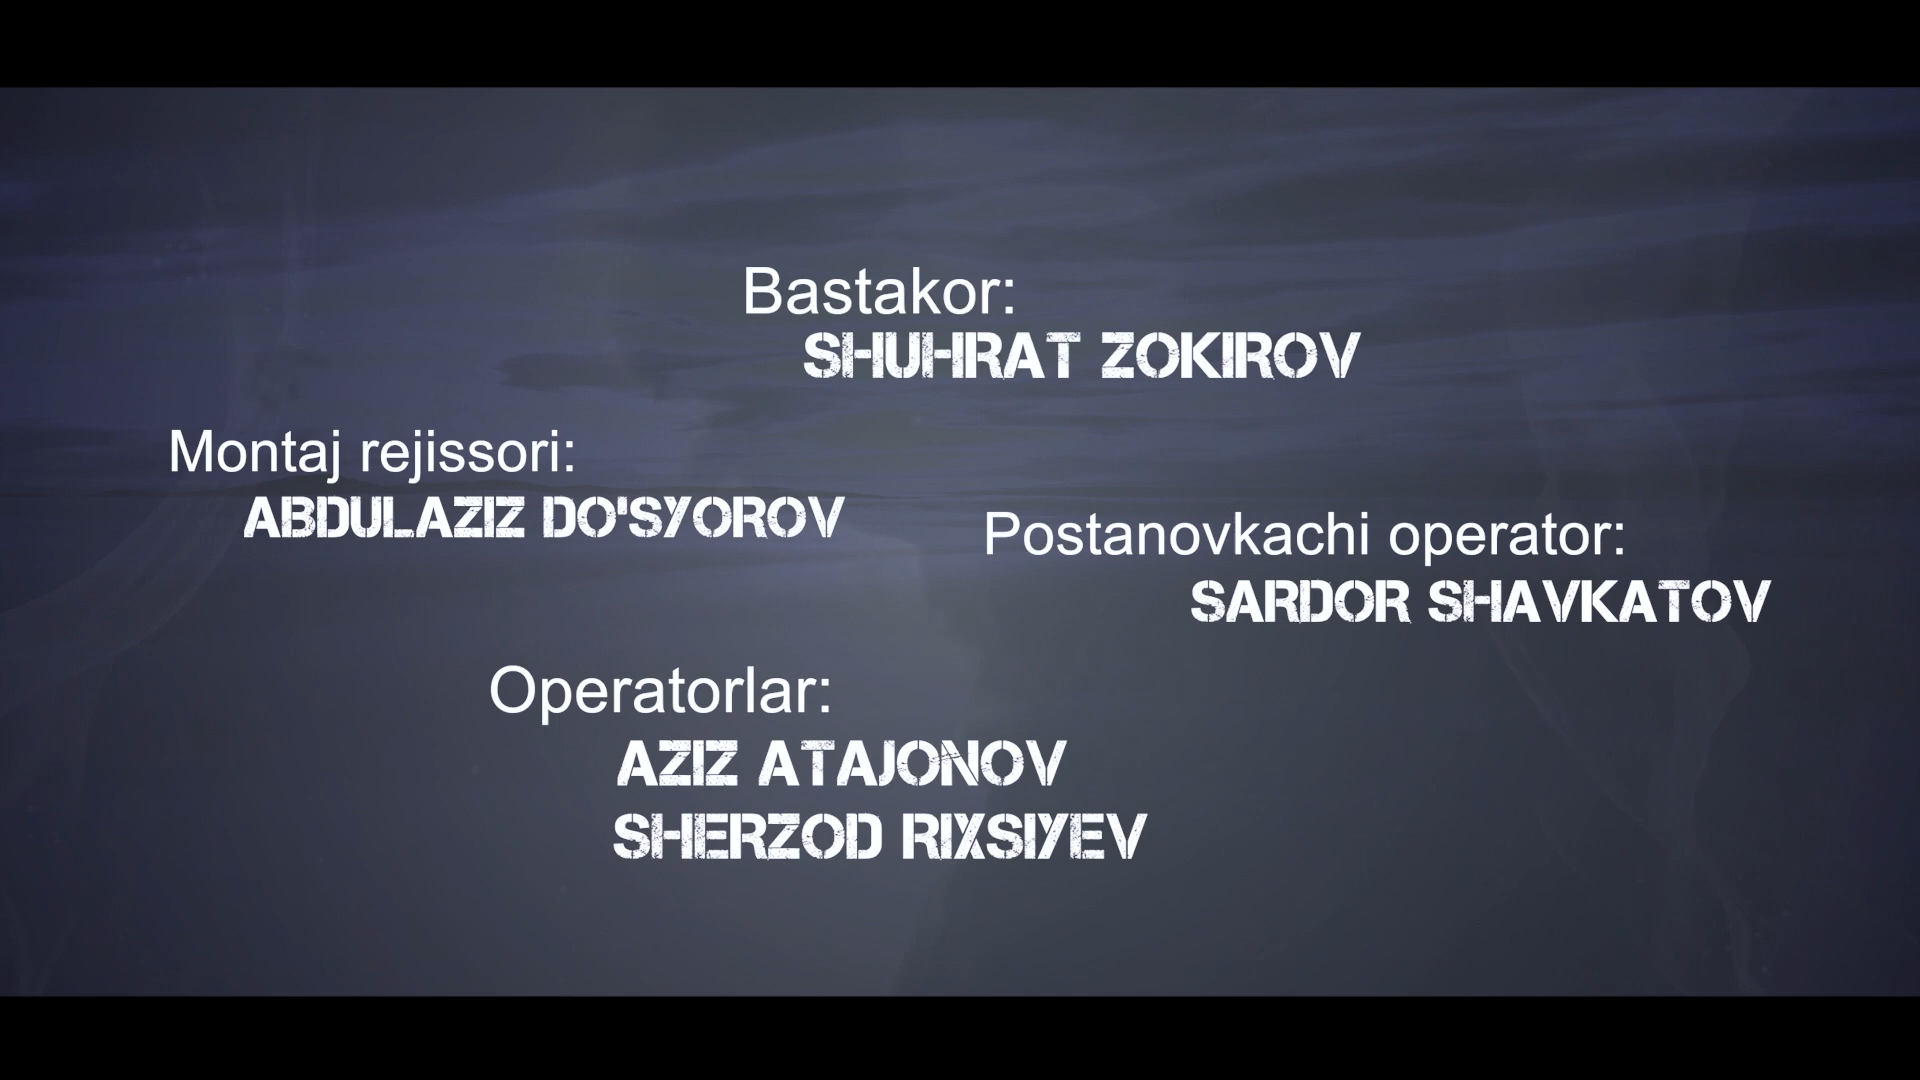 Bastakor:
SHUHRAT ZOKIROV
Montaj rejissori:
ABDULAZIZ DO'SYOROV
Postanovkachi operator:
SARDOR SHAVKATOV
Operatorlar:
AZIZ ATAJONOV
SHERZOD RIXSIYEV